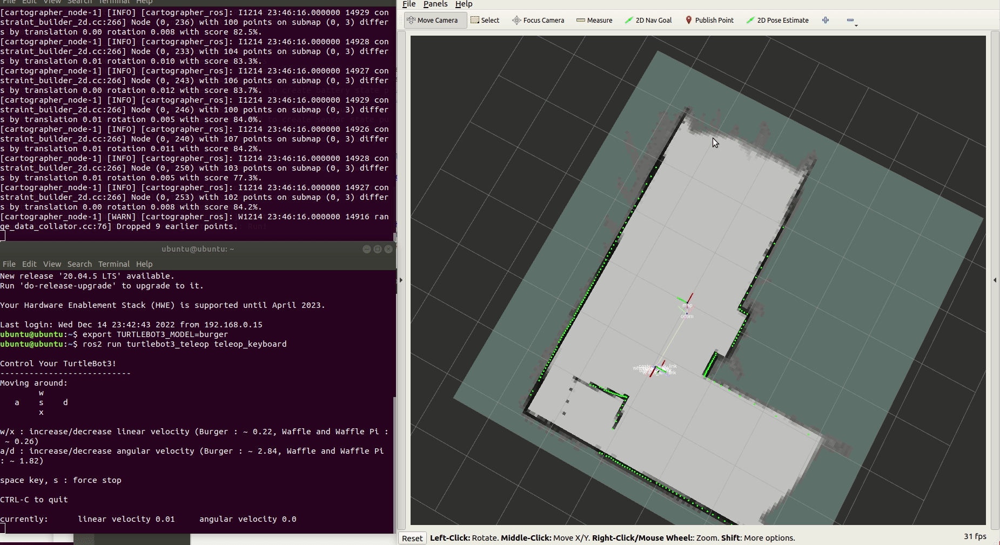 File Edit View Search Terminal Help
[cartographer_node-1] [INFO] [cartographer_ros]: I1214 23:46:16.000000 14929 con
straint_builder_2d.cc:266] Node (0, 236) with 100 points on submap (0, 3) differ
s by translation 0.00 rotation 0.008 with score 82.5%.
[cartographer_node-1] [INFO] [cartographer_ros]: I1214 23:46:16.000000 14928 con
straint_builder_2d.cc:266] Node (0, 233) with 104 points on submap (0, 3) differ
s by translation 0.01 rotation 0.010 with score 83.3%.
[cartographer_node-1] [INFO] [cartographer_ros]: I1214 23:46:16.000000 14927 con
straint_builder_2d.cc:266] Node (0, 243) with 106 points on submap (0, 3) differ
s by translation 0.00 rotation 0.012 with score 83.7%.
[cartographer_node-1] [INFO] [cartographer_ros]: I1214 23:46:16.000000 14929 con
straint_builder_2d.cc:266] Node (0, 246) with 100 points on submap (0, 3) differ
s by translation 0.01 rotation 0.005 with score 84.0%.
[cartographer_node-1] [INFO] [cartographer_ros]: I1214 23:46:16.000000 14926 con
straint_builder_2d.cc:266] Node (0, 240) with 107 points on submap (0, 3) differ
s by translation 0.01 rotation 0.011 with score 84.2%.
[cartographer_node-1] [INFO] [cartographer_ros]: I1214 23:46:16.000000 14928 con
straint_builder_2d.cc:266] Node (0, 250) with 103 points on submap (0, 3) differ
s by translation 0.01 rotation 0.005 with score 77.3%.
[cartographer_node-1] [INFO] [cartographer_ros]: I1214 23:46:16.000000 14927 con
straint_builder_2d.cc:266] Node (0, 253) with 102 points on submap (0, 3) differ
s by translation 0.00 rotation 0.008 with score 84.2%.
[cartographer_node-1] [WARN] [cartographer_ros]: W1214 23:46:16.000000 14916 ran
ge_data_collator.cc:76] Dropped 9 earlier points.
ubuntu@ubuntu: ~
File Edit View Search Terminal Help
New release '20.04.5 LTS' available.
Run 'do-release-upgrade' to upgrade to it.
Your Hardware Enablement Stack (HWE) is supported until April 2023.
Last login: Wed Dec 14 23:42:43 2022 from 192.168.0.15
ubuntu@ubuntu:~$ export TURTLEBOT3_MODEL=burger
ubuntu@ubuntu:~$ ros2 run turtlebot3_teleop teleop_keyboard
Control Your TurtleBot3!
---------------------------
Moving around:
w
a s d
x
w/x : increase/decrease linear velocity (Burger : ~ 0.22, Waffle and Waffle Pi :
~ 0.26)
a/d : increase/decrease angular velocity (Burger : ~ 2.84, Waffle and Waffle Pi
: ~ 1.82)
space key, s : force stop
CTRL-C to quit
currently: linear velocity 0.01 angular velocity 0.0
File Panels Help
Move Camera Select Focus Camera Measure 2D Nav Goal Publish Point 2D Pose Estimate
map
odom
Reset Left-Click: Rotate. Middle-Click: Move X/Y. Right-Click/Mouse Wheel:: Zoom. Shift: More options. 31 fps